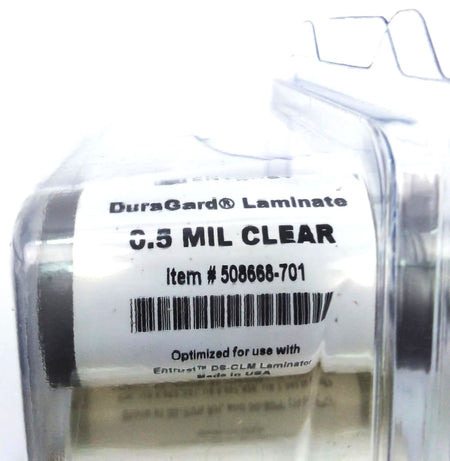 DuraGard® Laminate
0.5 MIL CLEAR
Item # 508668-701
Optimized for use with
Entrust™ DS-CLM Laminator
Made in USA